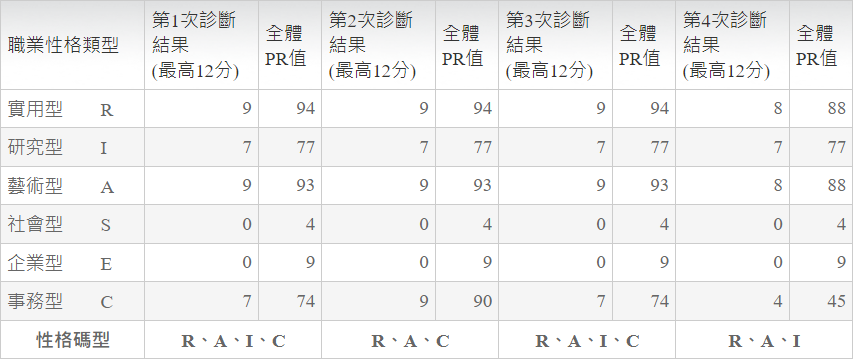 職業性格類型 第1次診斷結果(最高12分) 全體PR值 第2次診斷結果(最高12分) 全體PR值 第3次診斷結果(最高12分) 全體PR值 第4次診斷結果(最高12分) 全體PR值
實用型 R 9 94 9 94 9 94 8 88
研究型 I 7 77 7 77 7 77 7 77
藝術型 A 9 93 9 93 9 93 8 88
社會型 S 0 4 0 4 0 4 0 4
企業型 E 0 9 0 9 0 9 0 9
事務型 C 7 74 9 90 7 74 4 45
性格碼型 R、A、I、C R、A、C R、A、I、C R、A、I